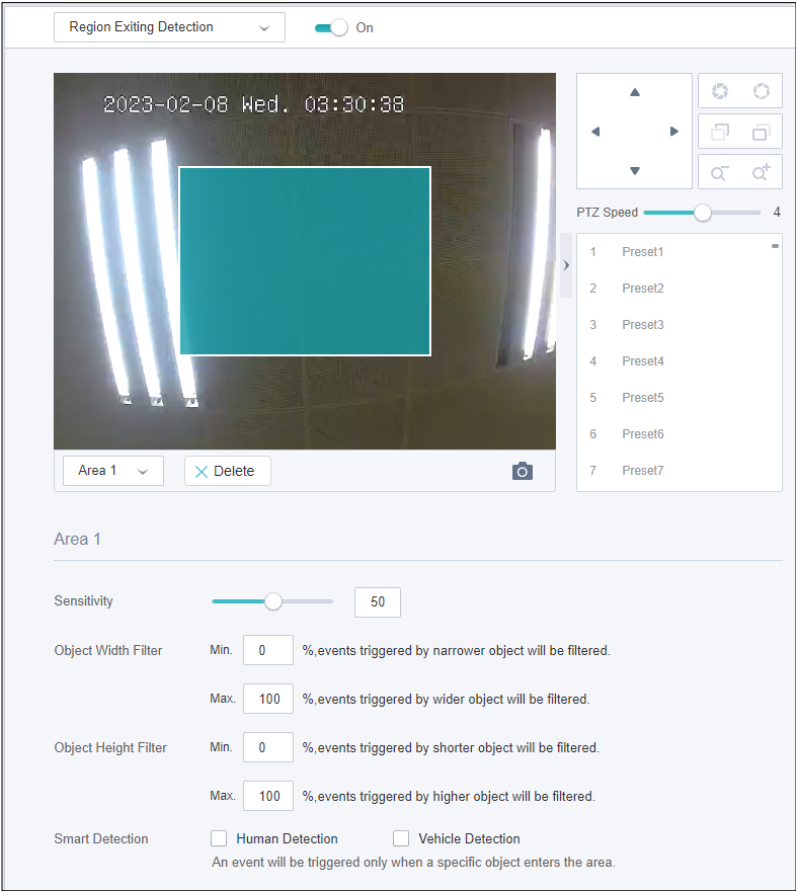 Region Exiting Detection
On
2023-02-08 Wed. 03:30:38
PTZ Speed 4
1 Preset1
2 Preset2
3 Preset3
4 Preset4
5 Preset5
6 Preset6
7 Preset7
Area 1
Delete
Area 1
Sensitivity 50
Object Width Filter Min. 0 %,events triggered by narrower object will be filtered.
Max. 100 %,events triggered by wider object will be filtered.
Object Height Filter Min. 0 %,events triggered by shorter object will be filtered.
Max. 100 %,events triggered by higher object will be filtered.
Smart Detection Human Detection Vehicle Detection
An event will be triggered only when a specific object enters the area.